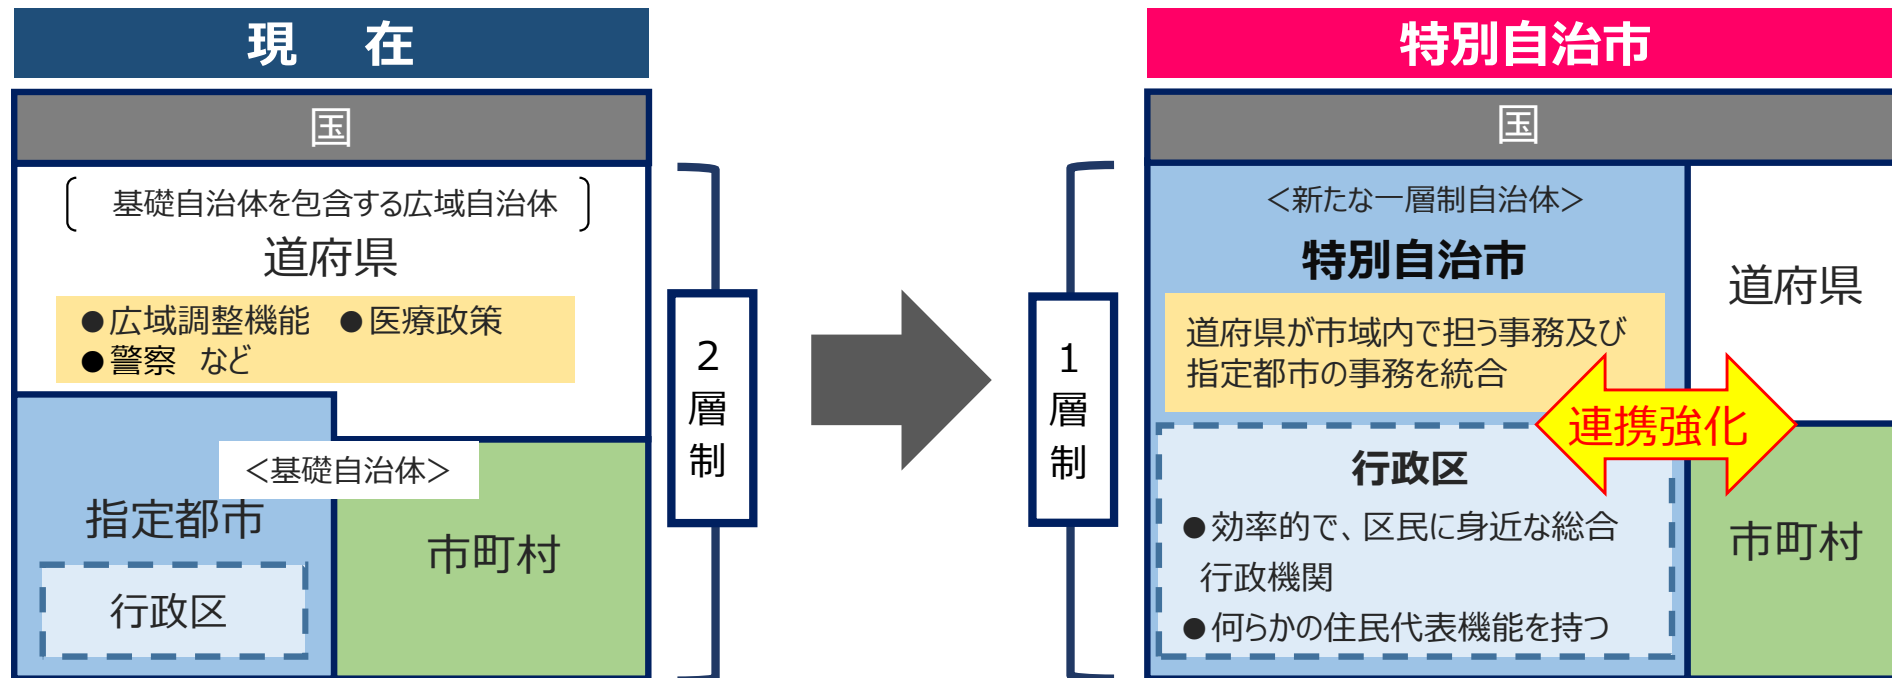 現 在
国
基礎自治体を包含する広域自治体
道府県
●広域調整機能 ●医療政策
●警察 など
<基礎自治体>
指定都市
行政区
市町村
2層制
特別自治市
国
<新たな一層制自治体>
特別自治市
道府県が市域内で担う事務及び
指定都市の事務を統合
行政区
●効率的で、区民に身近な総合
行政機関
●何らかの住民代表機能を持つ
1層制
連携強化
道府県
市町村